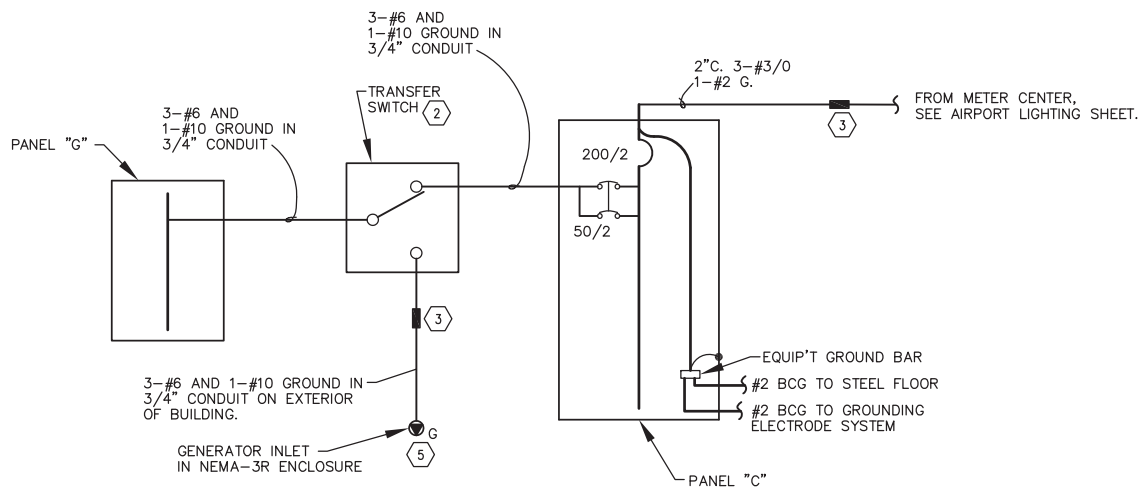 3-#6 AND
1-#10 GROUND IN
3/4" CONDUIT
2"C. 3-#3/0
1-#2 G.
TRANSFER
SWITCH
2
FROM METER CENTER,
SEE AIRPORT LIGHTING SHEET.
3
3-#6 AND
1-#10 GROUND IN
3/4" CONDUIT
PANEL "G"
200/2
50/2
3
EQUIP'T GROUND BAR
#2 BCG TO STEEL FLOOR
#2 BCG TO GROUNDING
ELECTRODE SYSTEM
3-#6 AND 1-#10 GROUND IN
3/4" CONDUIT ON EXTERIOR
OF BUILDING.
G
5
GENERATOR INLET
IN NEMA-3R ENCLOSURE
PANEL "C"